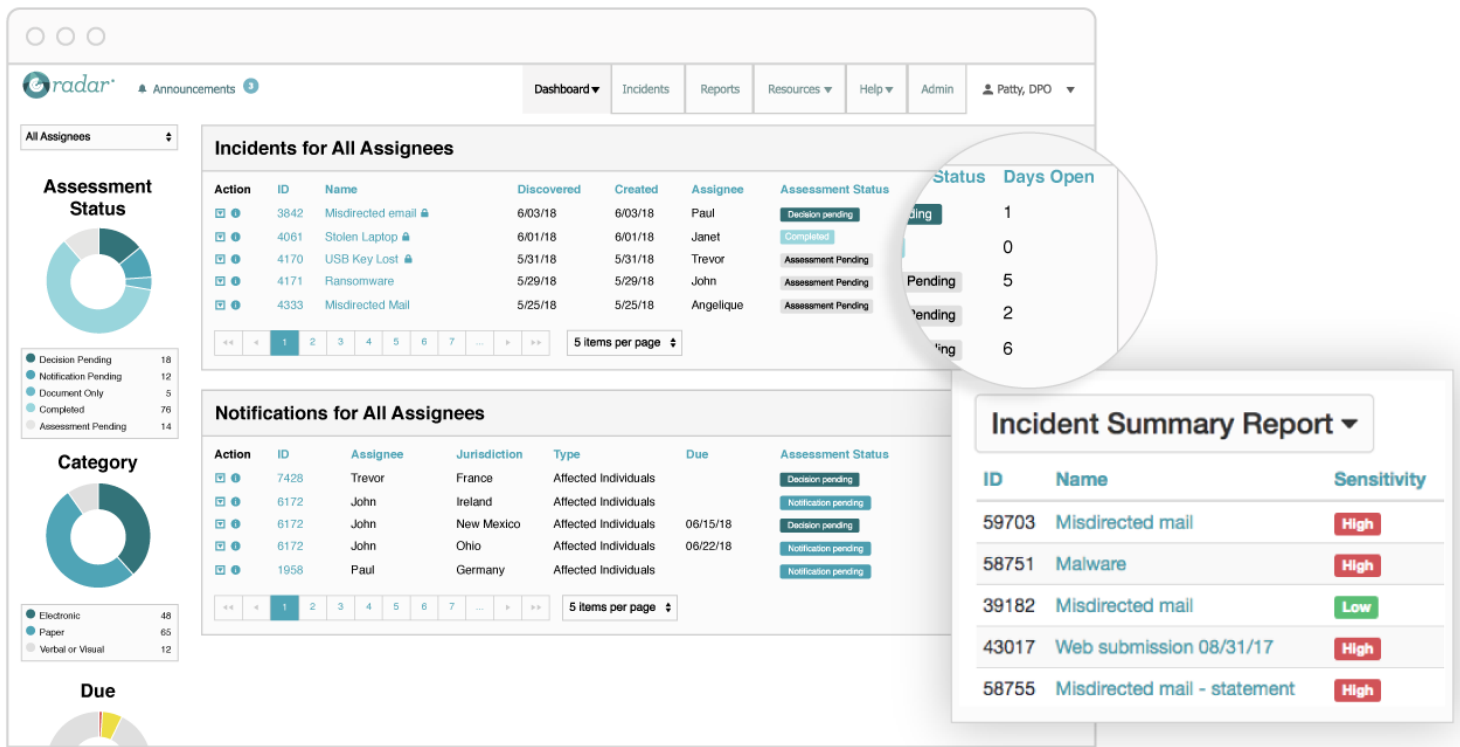 radar
Announcements 3
Dashboard Incidents Reports Resources Help Admin Patty, DPO
All Assignees
Assessment
Status
Decision Pending 18
Notification Pending 12
Document Only 5
Completed 76
Assessment Pending 14
Category
Electronic 48
Paper 65
Verbal or Visual 12
Due
Incidents for All Assignees
Action ID Name Discovered Created Assignee Assessment Status
3842 Misdirected email 6/03/18 6/03/18 Paul Decision pending
4061 Stolen Laptop 6/01/18 6/01/18 Janet Completed
4170 USB Key Lost 5/31/18 5/31/18 Trevor Assessment Pending
4171 Ransomware 5/29/18 5/29/18 John Assessment Pending
4333 Misdirected Mail 5/25/18 5/25/18 Angelique Assessment Pending
1 2 3 4 5 6 7 ... 5 items per page
Status Days Open
ding 1
0
Pending 5
Pending 2
ding 6
Notifications for All Assignees
Action ID Assignee Jurisdiction Type Due Assessment Status
7428 Trevor France Affected Individuals Decision pending
6172 John Ireland Affected Individuals Notification pending
6172 John New Mexico Affected Individuals 06/15/18 Decision pending
6172 John Ohio Affected Individuals 06/22/18 Notification pending
1958 Paul Germany Affected Individuals Notification pending
1 2 3 4 5 6 7 ... 5 items per page
Incident Summary Report
ID Name Sensitivity
59703 Misdirected mail High
58751 Malware High
39182 Misdirected mail Low
43017 Web submission 08/31/17 High
58755 Misdirected mail - statement High